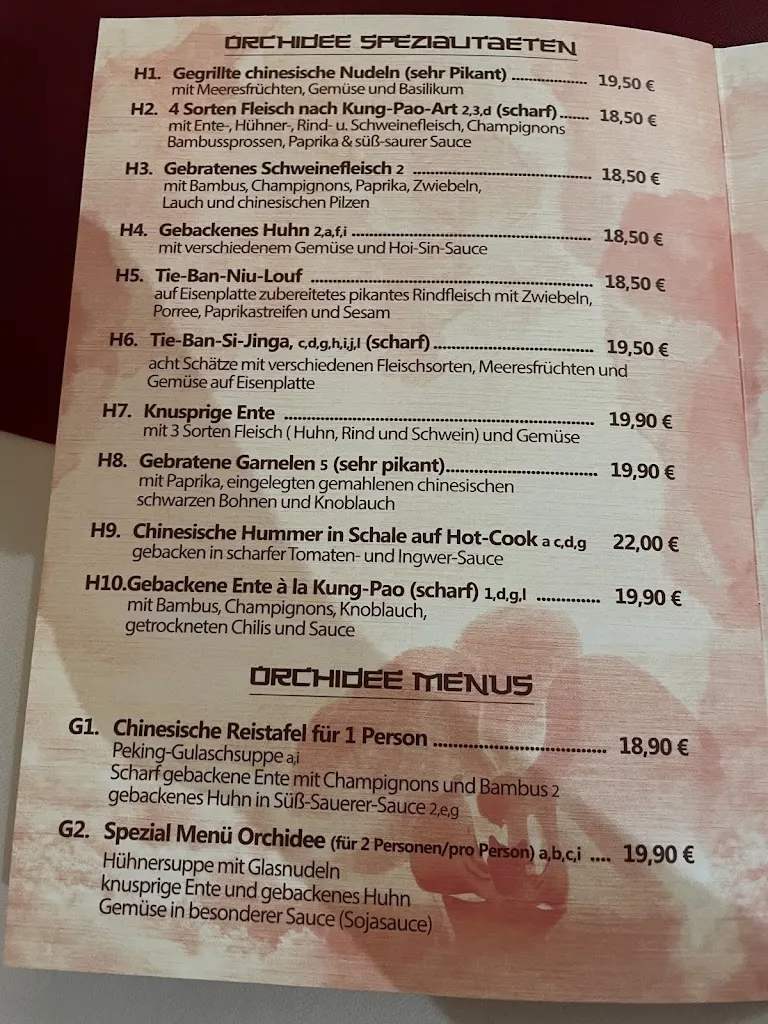 ORCHIDEE SPEZIALITAETEN
H1. Gegrillte chinesische Nudeln (sehr Pikant) .................. 19,50 €
mit Meeresfrüchten, Gemüse und Basilikum
H2. 4 Sorten Fleisch nach Kung-Pao-Art 2,3,d (scharf)....... 18,50 €
mit Ente-, Hühner-, Rind- u. Schweinefleisch, Champignons
Bambussprossen, Paprika & süß-saurer Sauce
H3. Gebratenes Schweinefleisch 2 .......................................... 18,50 €
mit Bambus, Champignons, Paprika, Zwiebeln,
Lauch und chinesischen Pilzen
H4. Gebackenes Huhn 2,a,f,i ........................................................ 18,50 €
mit verschiedenem Gemüse und Hoi-Sin-Sauce
H5. Tie-Ban-Niu-Louf ................................................................ 18,50 €
auf Eisenplatte zubereitetes pikantes Rindfleisch mit Zwiebeln,
Porree, Paprikastreifen und Sesam
H6. Tie-Ban-Si-Jinga, c,d,g,h,i,j,l (scharf).................................. 19,50 €
acht Schätze mit verschiedenen Fleischsorten, Meeresfrüchten und
Gemüse auf Eisenplatte
H7. Knusprige Ente .................................................................. 19,90 €
mit 3 Sorten Fleisch ( Huhn, Rind und Schwein) und Gemüse
H8. Gebratene Garnelen 5 (sehr pikant)................................ 19,90 €
mit Paprika, eingelegten gemahlenen chinesischen
schwarzen Bohnen und Knoblauch
H9. Chinesische Hummer in Schale auf Hot-Cook a c,d,g 22,00 €
gebacken in scharfer Tomaten- und Ingwer-Sauce
H10.Gebackene Ente à la Kung-Pao (scharf) 1,d,g,l ............. 19,90 €
mit Bambus, Champignons, Knoblauch,
getrockneten Chilis und Sauce
ORCHIDEE MENUS
G1. Chinesische Reistafel für 1 Person .................................. 18,90 €
Peking-Gulaschsuppe a,i
Scharf gebackene Ente mit Champignons und Bambus 2
gebackenes Huhn in Süß-Sauerer-Sauce 2,e,g
G2. Spezial Menü Orchidee (für 2 Personen/pro Person) a,b,c,i .... 19,90 €
Hühnersuppe mit Glasnudeln
knusprige Ente und gebackenes Huhn
Gemüse in besonderer Sauce (Sojasauce)